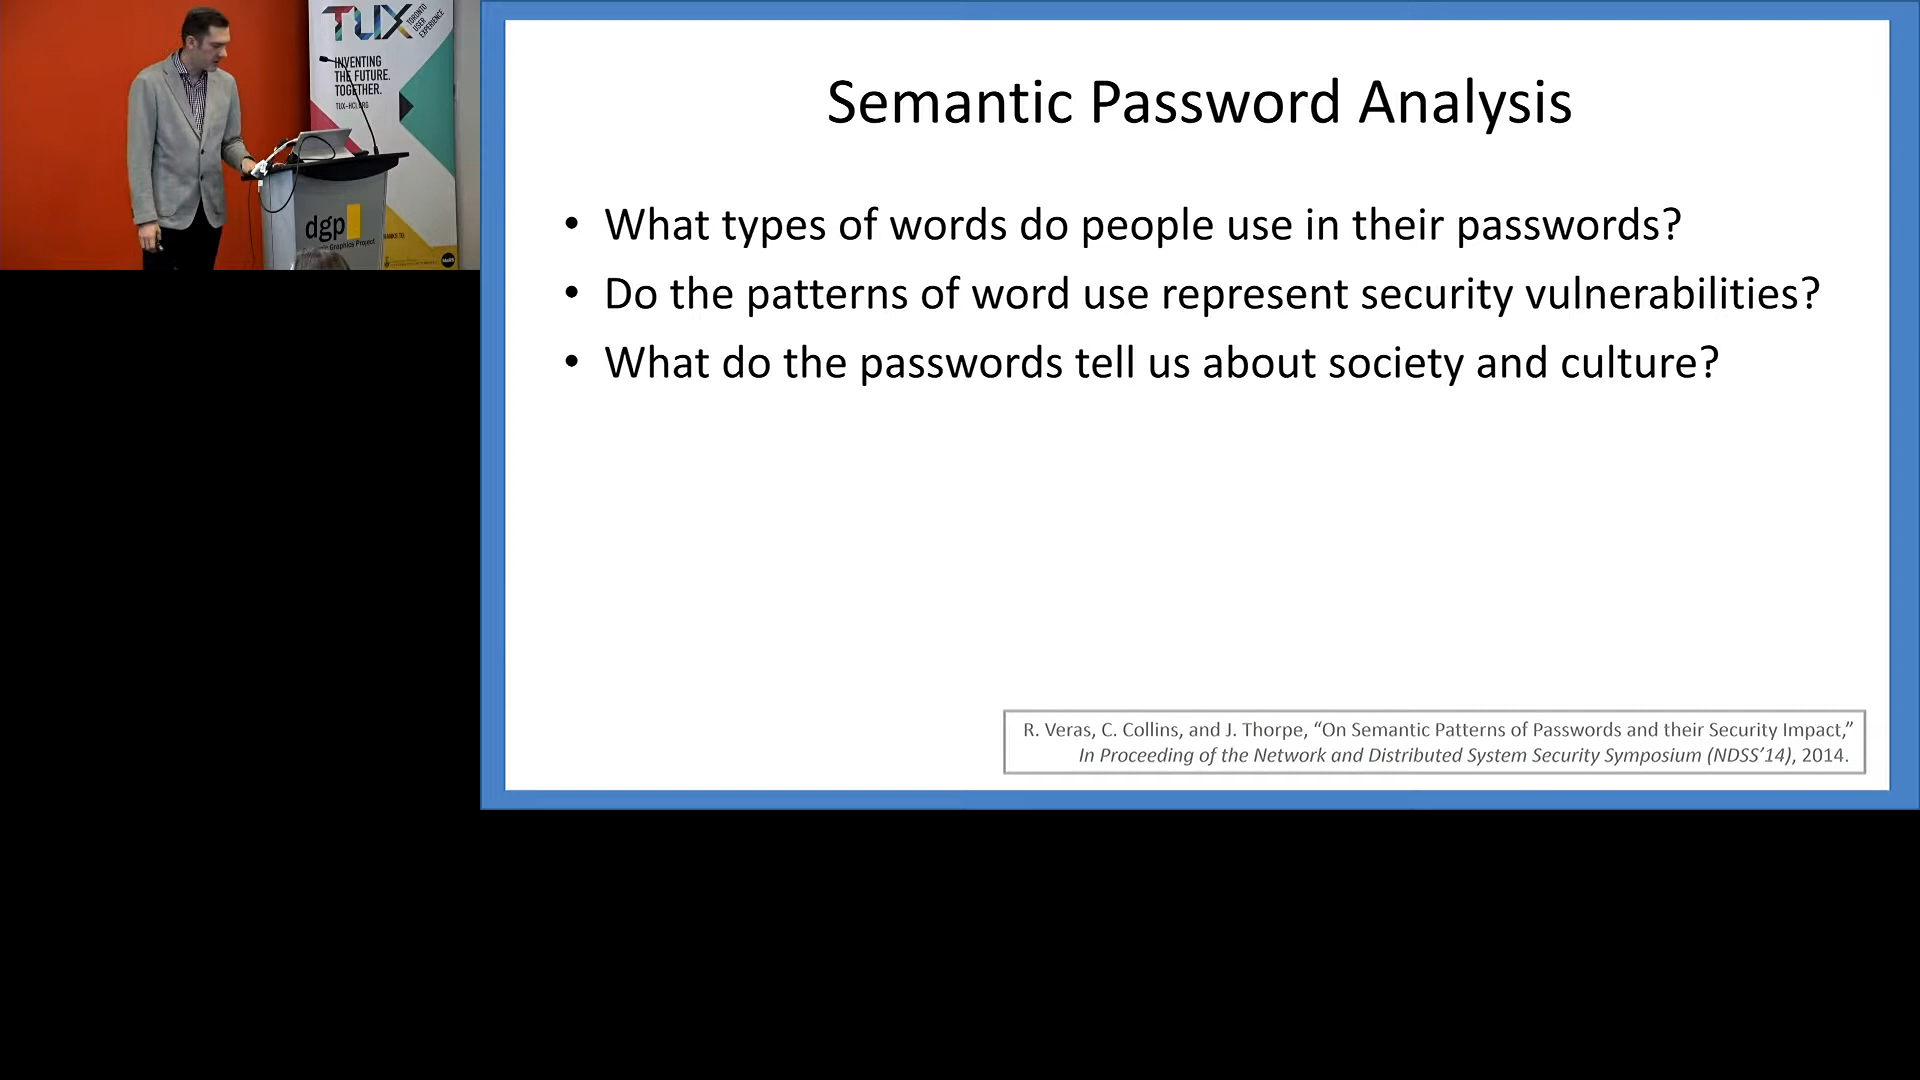 TUX
TORONTO
USER
EXPERIENCE
INVENTING
THE FUTURE.
TOGETHER.
TUX-HCI.ORG
dgp
Graphics Project
Semantic Password Analysis
• What types of words do people use in their passwords?
• Do the patterns of word use represent security vulnerabilities?
• What do the passwords tell us about society and culture?
R. Veras, C. Collins, and J. Thorpe, “On Semantic Patterns of Passwords and their Security Impact,”
In Proceeding of the Network and Distributed System Security Symposium (NDSS’14), 2014.